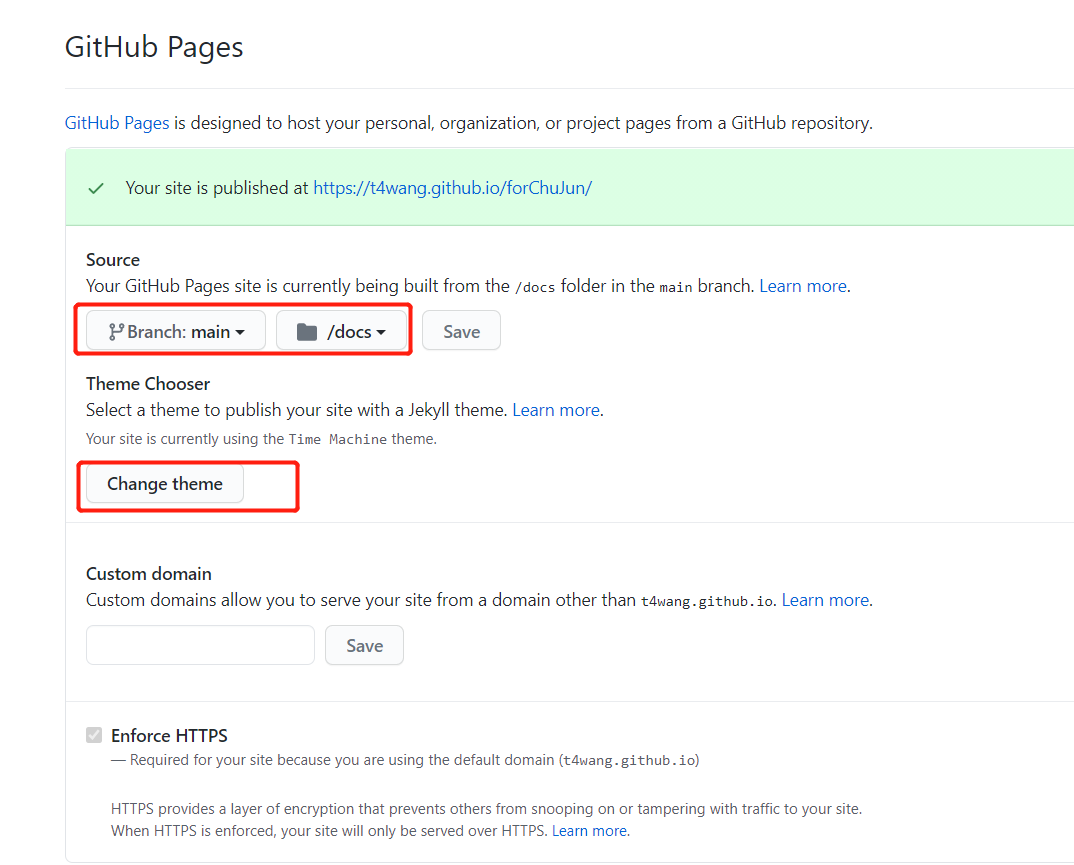 GitHub Pages
GitHub Pages is designed to host your personal, organization, or project pages from a GitHub repository.
Your site is published at https://t4wang.github.io/forChuJun/
Source
Your GitHub Pages site is currently being built from the /docs folder in the main branch. Learn more.
Branch: main /docs Save
Theme Chooser
Select a theme to publish your site with a Jekyll theme. Learn more.
Your site is currently using the Time Machine theme.
Change theme
Custom domain
Custom domains allow you to serve your site from a domain other than t4wang.github.io. Learn more.
Save
Enforce HTTPS
— Required for your site because you are using the default domain (t4wang.github.io)
HTTPS provides a layer of encryption that prevents others from snooping on or tampering with traffic to your site.
When HTTPS is enforced, your site will only be served over HTTPS. Learn more.